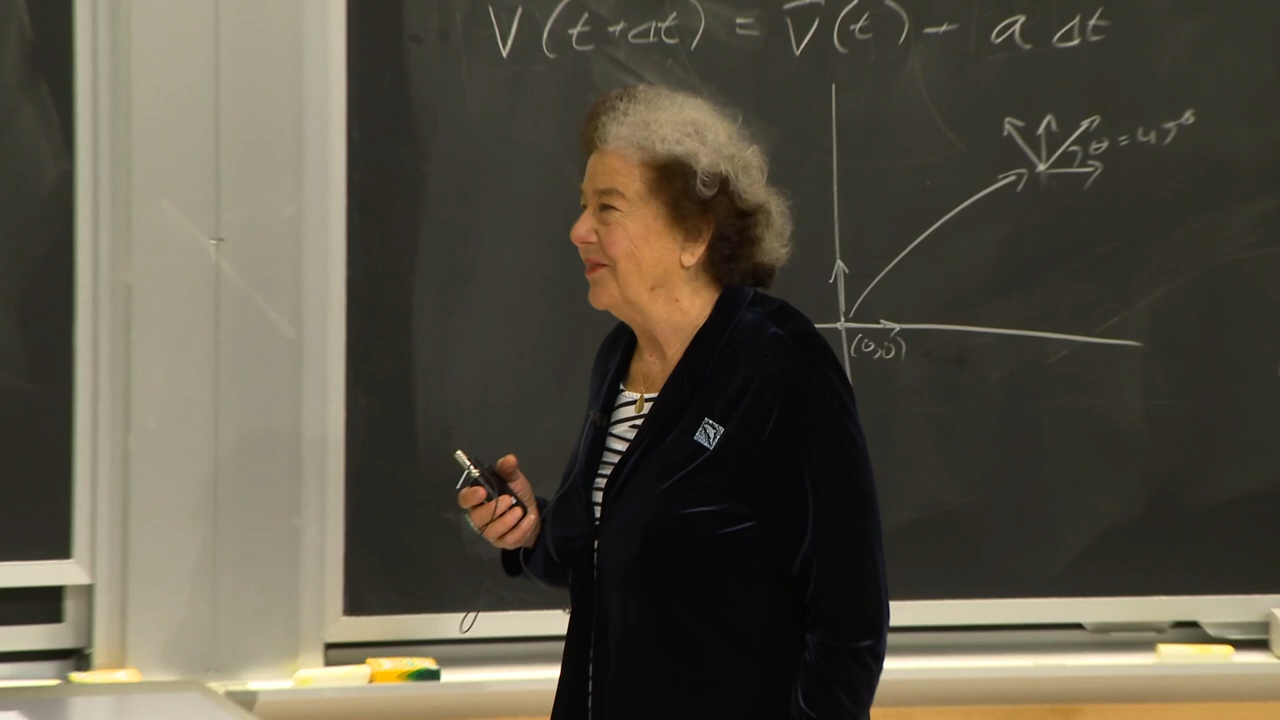 V (t+Δt) = V̄(t) + a Δt
θ = 45°
(0,0)